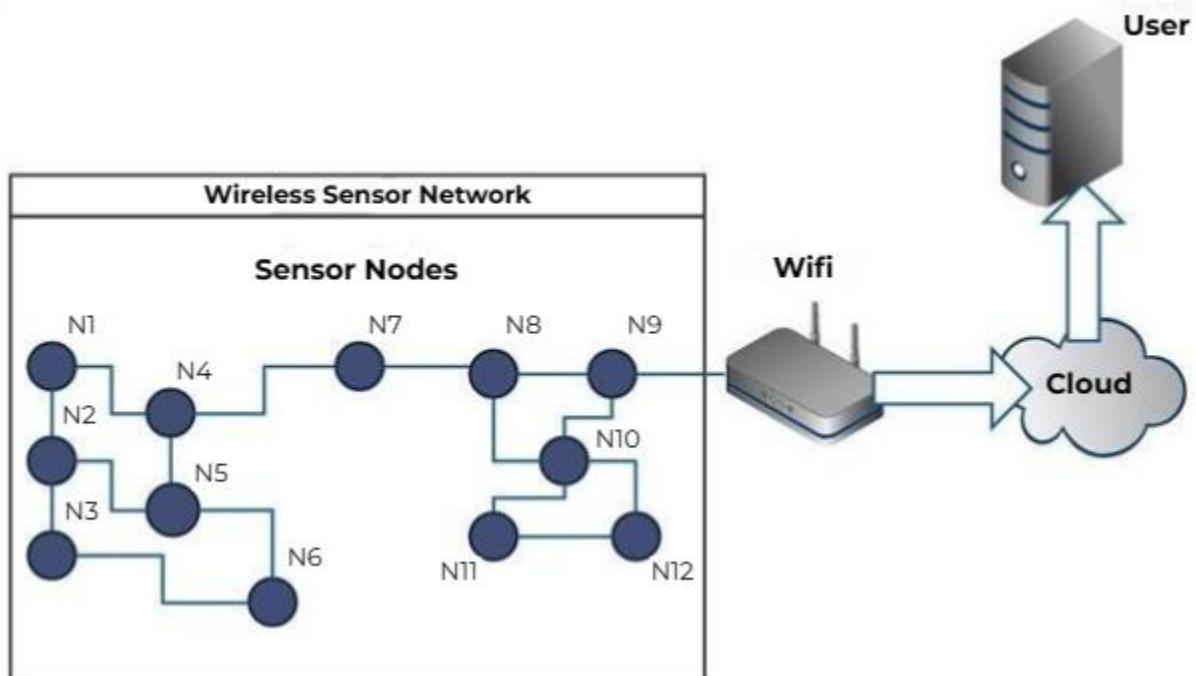 User
Wireless Sensor Network
Sensor Nodes
Wifi
N1
N7
N8
N9
N4
Cloud
N2
N10
N5
N3
N6
N11
N12